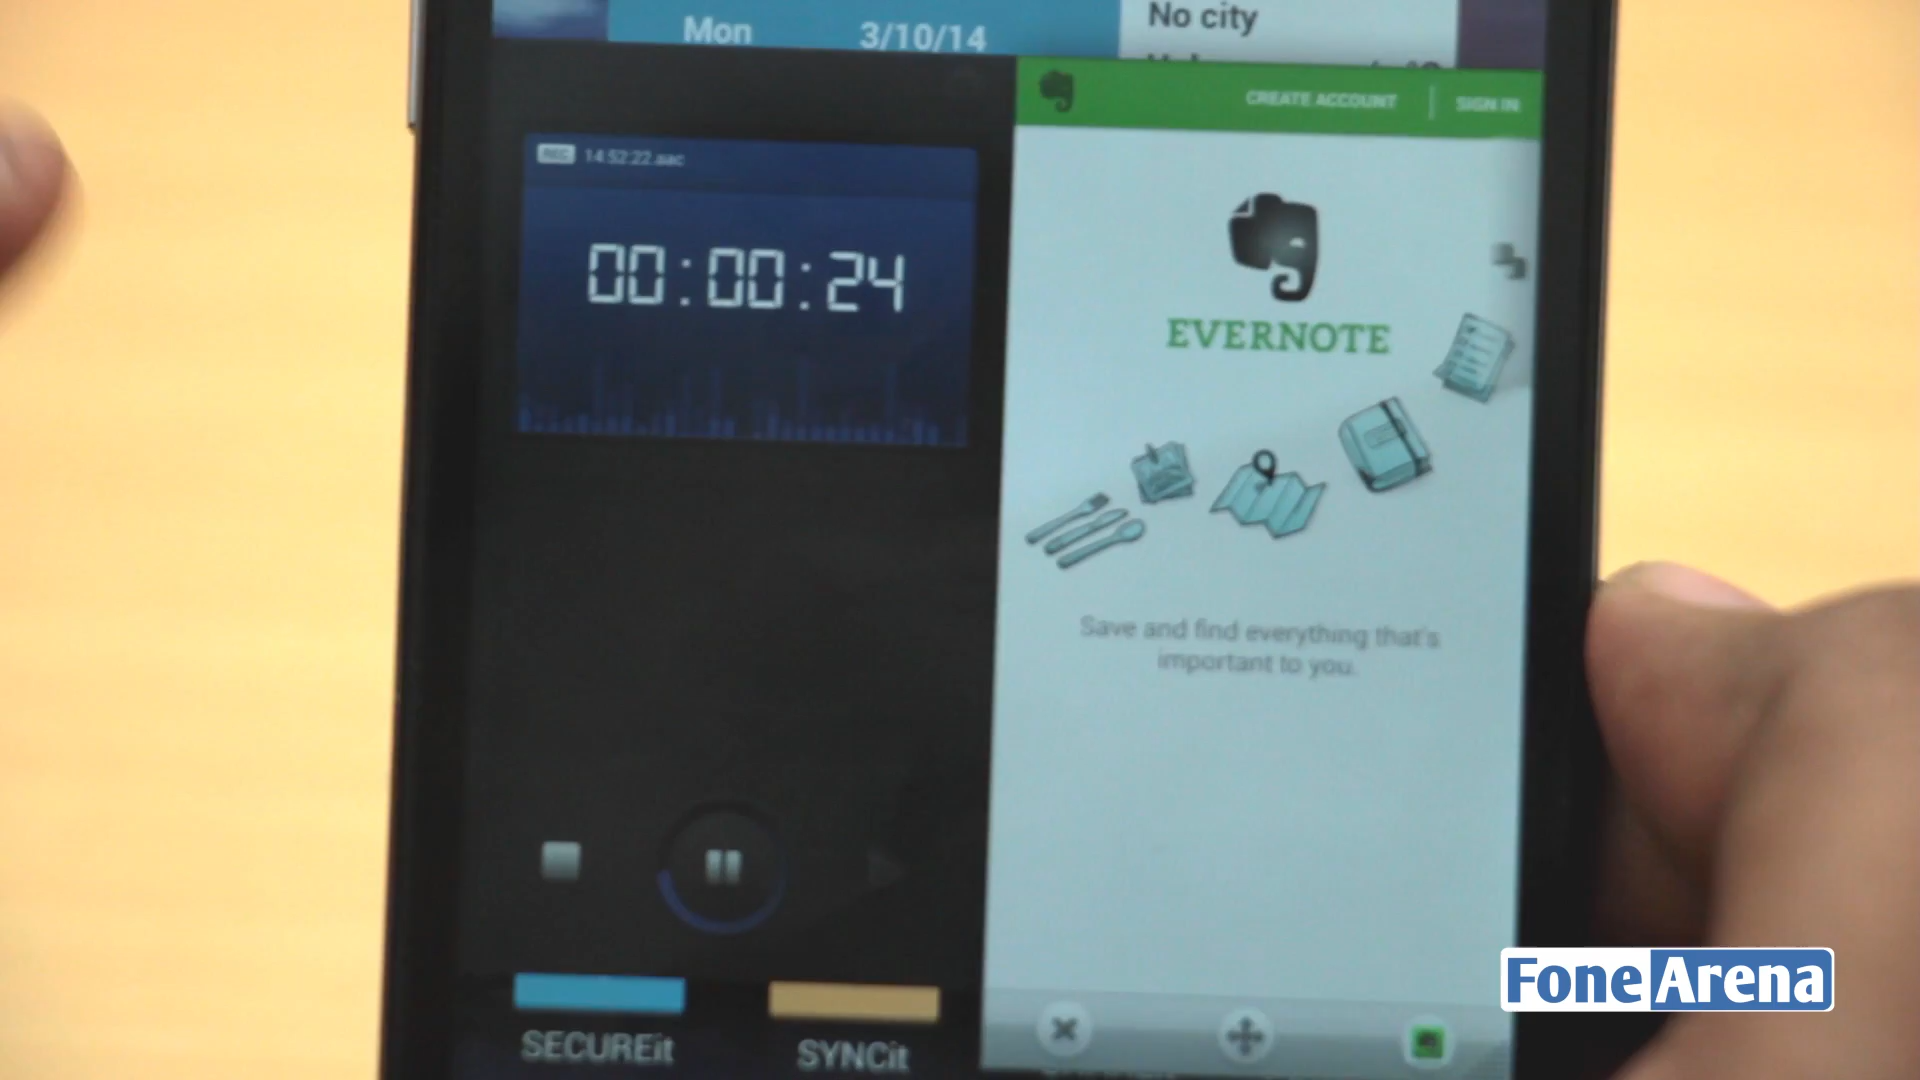 Mon 3/10/14
No city
CREATE ACCOUNT
SIGN IN
REC 14:52:22.aac
00:00:24
EVERNOTE
Save and find everything that's
important to you.
SECUREit
SYNCit
FoneArena